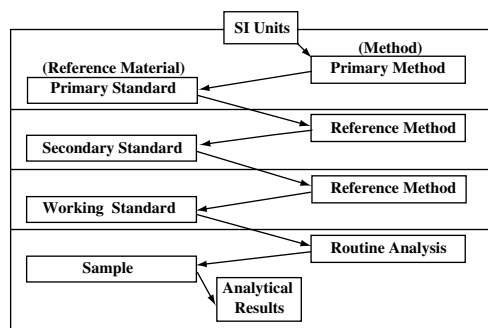 SI Units
(Method)
(Reference Material)
Primary Method
Primary Standard
Reference Method
Secondary Standard
Reference Method
Working Standard
Routine Analysis
Sample
Analytical
Results